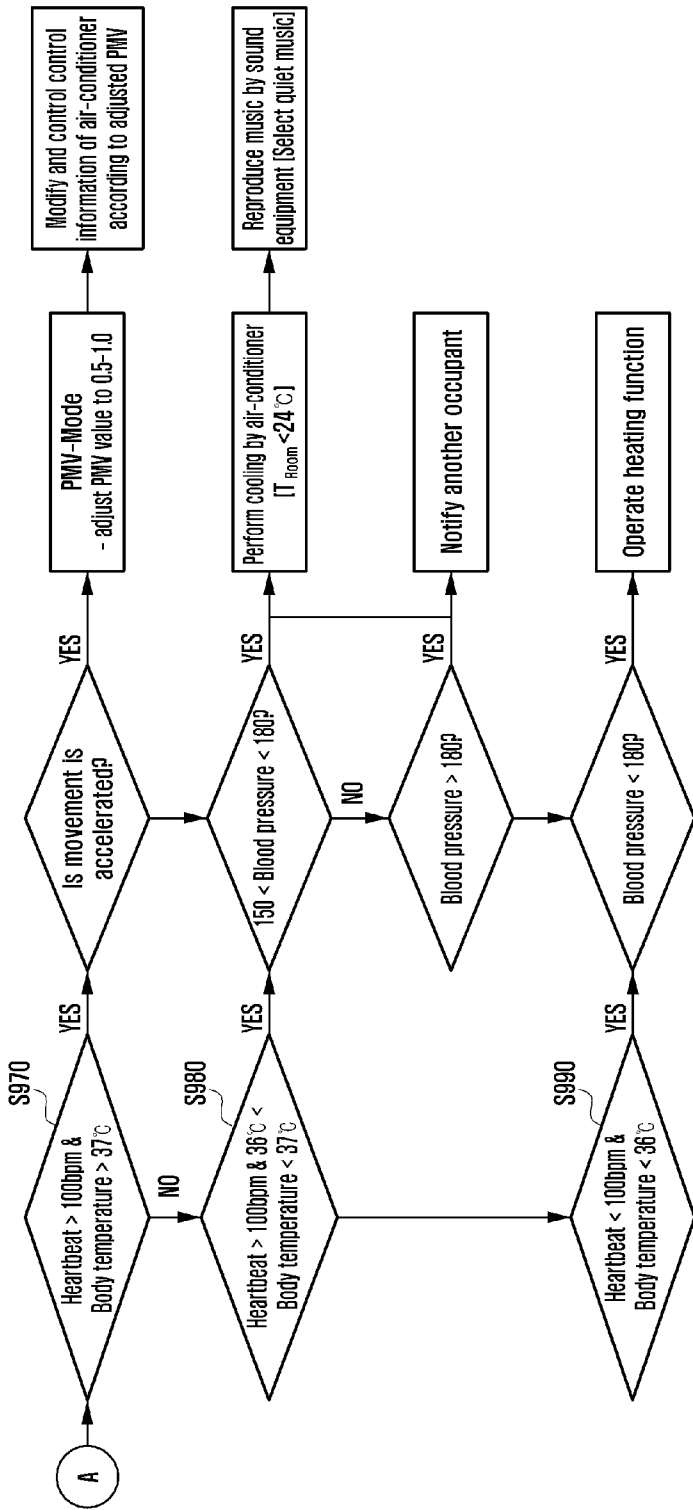 A
S970
Heartbeat > 100bpm &
Body temperature > 37℃
YES
NO
Is movement is
accelerated?
YES
PMV-Mode
- adjust PMV value to 0.5-1.0
Modify and control control
information of air-conditioner
according to adjusted PMV
S980
Heartbeat > 100bpm & 36℃ <
Body temperature < 37℃
YES
150 < Blood pressure < 180?
YES
NO
Perform cooling by air-conditioner
[T Room <24℃]
Reproduce music by sound
equipment [Select quiet music]
Blood pressure > 180?
YES
Notify another occupant
S990
Heartbeat < 100bpm &
Body temperature < 36℃
YES
Blood pressure < 180?
YES
Operate heating function